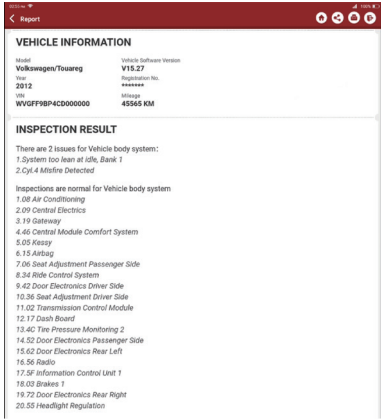 Report
100%
VEHICLE INFORMATION
Model
Volkswagen/Touareg
Vehicle Software Version
V15.27
Year
2012
Registration No.
*******
VIN
WVGFF9BP4CD000000
Mileage
45565 KM
INSPECTION RESULT
There are 2 issues for Vehicle body system:
1.System too lean at idle, Bank 1
2.Cyl.4 Misfire Detected
Inspections are normal for Vehicle body system
1.08 Air Conditioning
2.09 Central Electrics
3.19 Gateway
4.46 Central Module Comfort System
5.05 Kessy
6.15 Airbag
7.06 Seat Adjustment Passenger Side
8.34 Ride Control System
9.42 Door Electronics Driver Side
10.36 Seat Adjustment Driver Side
11.02 Transmission Control Module
12.17 Dash Board
13.4C Tire Pressure Monitoring 2
14.52 Door Electronics Passenger Side
15.62 Door Electronics Rear Left
16.56 Radio
17.5F Information Control Unit 1
18.03 Brakes 1
19.72 Door Electronics Rear Right
20.55 Headlight Regulation